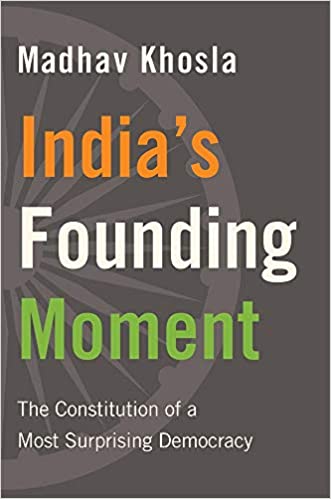 Madhav Khosla
India's
Founding
Moment
The Constitution of a
Most Surprising Democracy